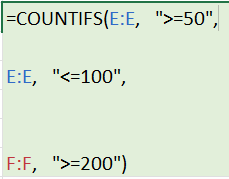 =COUNTIFS(E:E, ">=50",
E:E, "<=100",
F:F, ">=200")